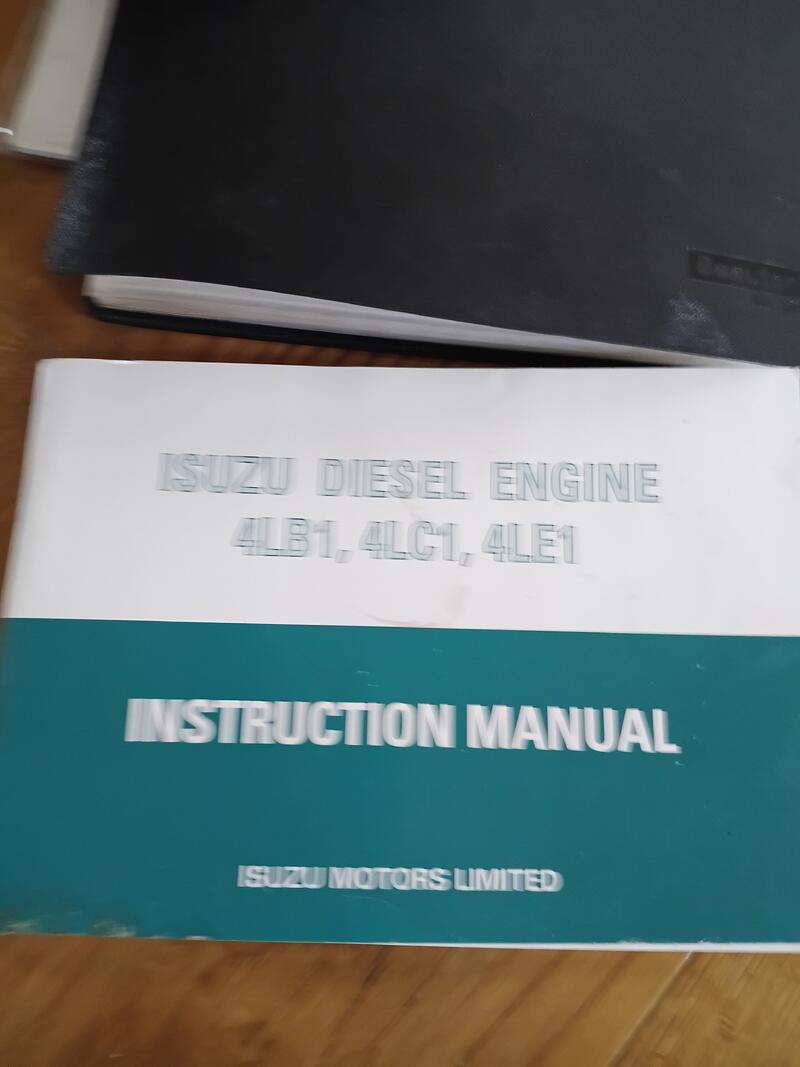 ISUZU DIESEL ENGINE
4LB1, 4LC1, 4LE1
INSTRUCTION MANUAL
ISUZU MOTORS LIMITED